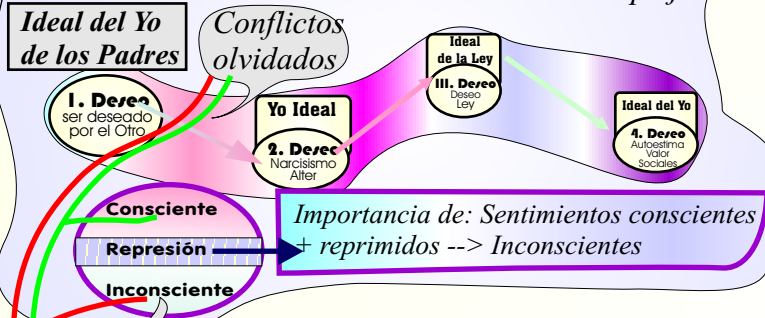 Ideal del Yo
de los Padres
Conflictos
olvidados
1. Deseo
ser deseado
por el Otro
Yo Ideal
2. Deseo
Narcisismo
Alter
Ideal
de la Ley
III. Deseo
Deseo
Ley
Ideal del Yo
4. Deseo
Autoestima
Valor
Sociales
Consciente
Represión
Inconsciente
Importancia de: Sentimientos conscientes
+ reprimidos --> Inconscientes